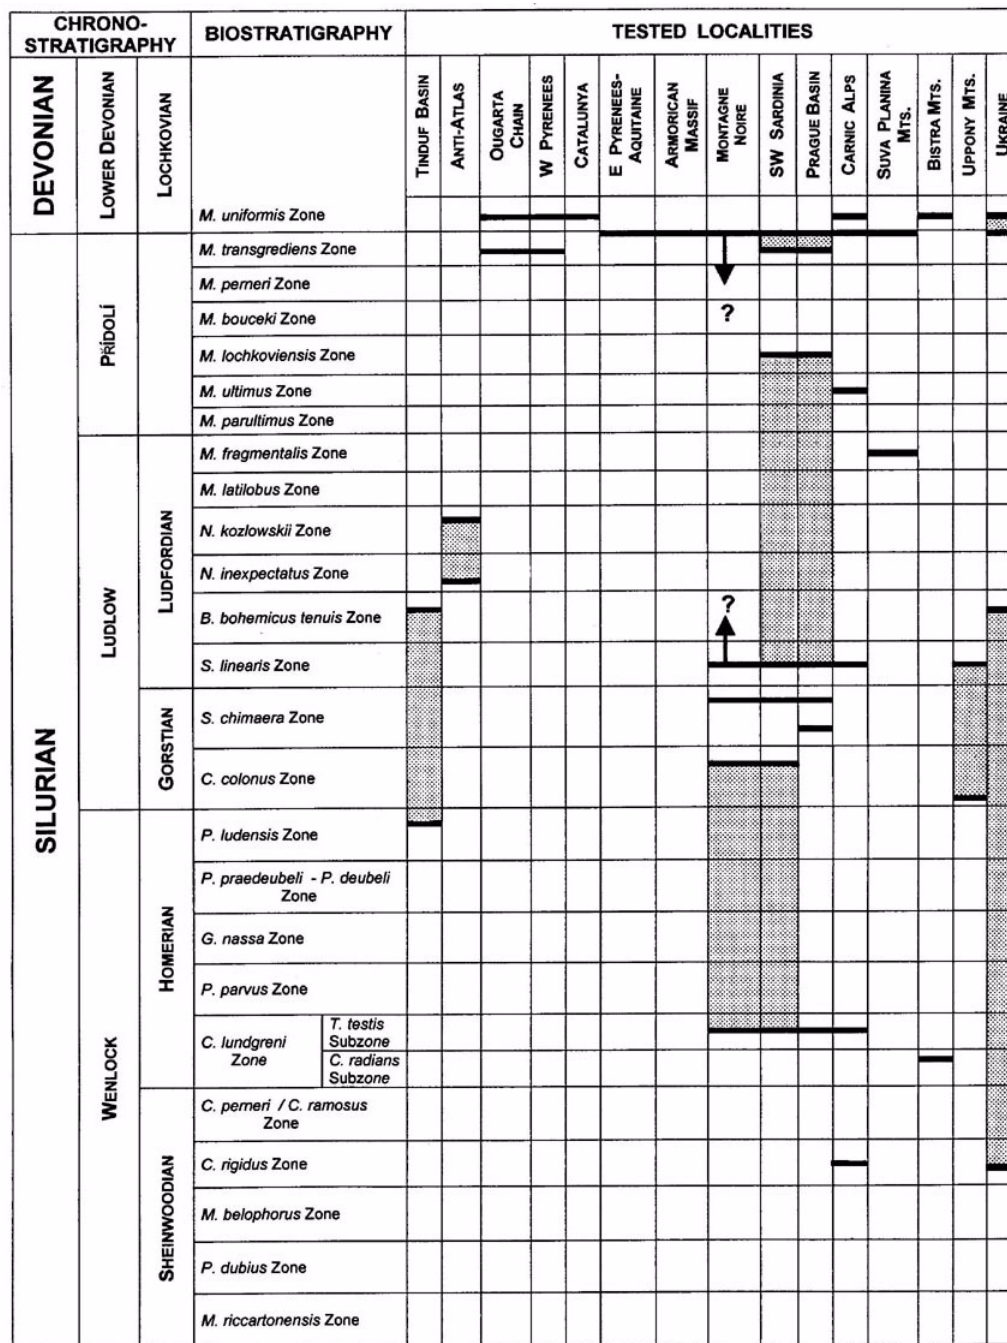 CHRONO-
STRATIGRAPHY
BIOSTRATIGRAPHY
TESTED LOCALITIES
DEVONIAN
LOWER DEVONIAN
LOCHKOVIAN
TINDUF BASIN
ANTI-ATLAS
OUGARTA
CHAIN
W PYRENEES
CATALUNYA
E PYRENEES-
AQUITAINE
ARMORICAN
MASSIF
MONTAGNE
NOIRE
SW SARDINIA
PRAGUE BASIN
CARNIC ALPS
SUVA PLANINA
MTS.
BISTRA MTS.
UPPONY MTS.
UKRAINE
M. uniformis Zone
SILURIAN
PŘÍDOLÍ
M. transgrediens Zone
M. perneri Zone
M. bouceki Zone
?
M. lochkoviensis Zone
M. ultimus Zone
M. parultimus Zone
LUDLOW
LUDFORDIAN
M. fragmentalis Zone
M. latilobus Zone
N. kozlowskii Zone
N. inexpectatus Zone
B. bohemicus tenuis Zone
?
S. linearis Zone
GORSTIAN
S. chimaera Zone
C. colonus Zone
WENLOCK
HOMERIAN
P. ludensis Zone
P. praedeubeli - P. deubeli
Zone
G. nassa Zone
P. parvus Zone
C. lundgreni
Zone
T. testis
Subzone
C. radians
Subzone
SHEINWOODIAN
C. perneri / C. ramosus
Zone
C. rigidus Zone
M. belophorus Zone
P. dubius Zone
M. riccartonensis Zone